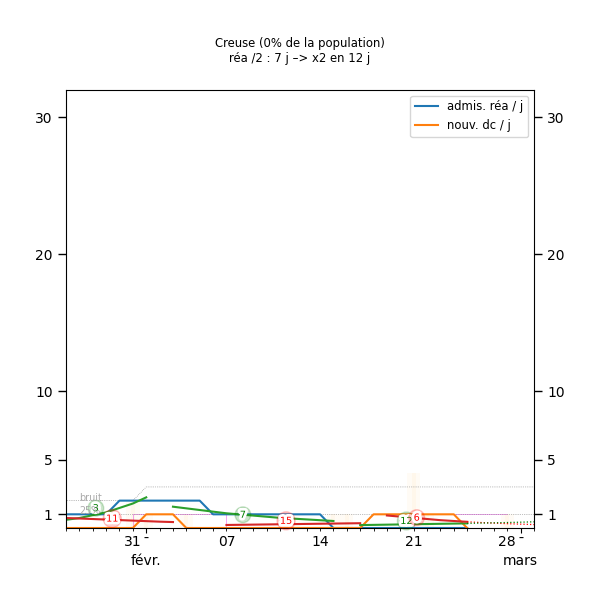 Creuse (0% de la population)
réa /2 : 7 j –> x2 en 12 j
admis. réa / j
nouv. dc / j
30 30
20 20
10 10
5 5
bruit
3
7
11
15
12
6
1 1
31 - 07 14 21 28 -
févr. mars